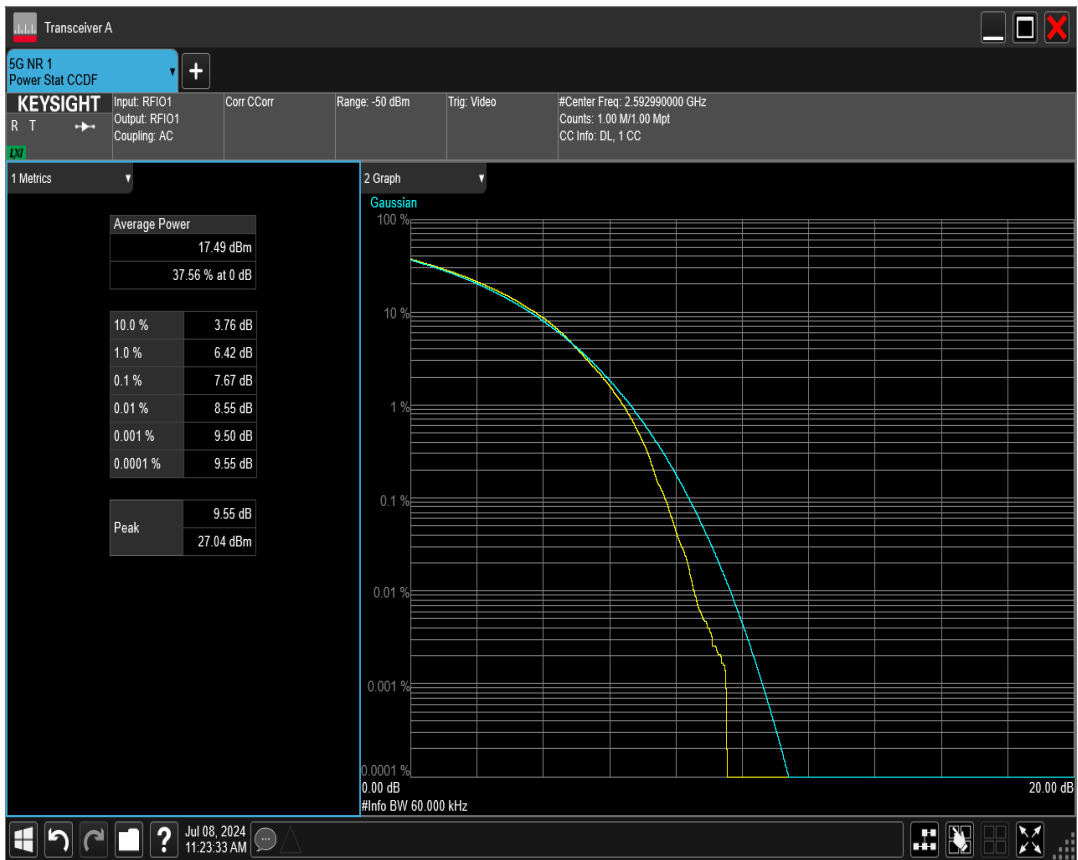 Transceiver A
5G NR 1
Power Stat CCDF
+
KEYSIGHT
R T
LXI
Input: RFIO1
Output: RFIO1
Coupling: AC
Corr CCorr
Range: -50 dBm
Trig: Video
#Center Freq: 2.592990000 GHz
Counts: 1.00 M/1.00 Mpt
CC Info: DL, 1 CC
1 Metrics
Average Power
17.49 dBm
37.56 % at 0 dB
10.0 % 3.76 dB
1.0 % 6.42 dB
0.1 % 7.67 dB
0.01 % 8.55 dB
0.001 % 9.50 dB
0.0001 % 9.55 dB
Peak
9.55 dB
27.04 dBm
2 Graph
Gaussian
100 %
10 %
1 %
0.1 %
0.01 %
0.001 %
0.0001 %
0.00 dB 20.00 dB
#Info BW 60.000 kHz
?
Jul 08, 2024
11:23:33 AM